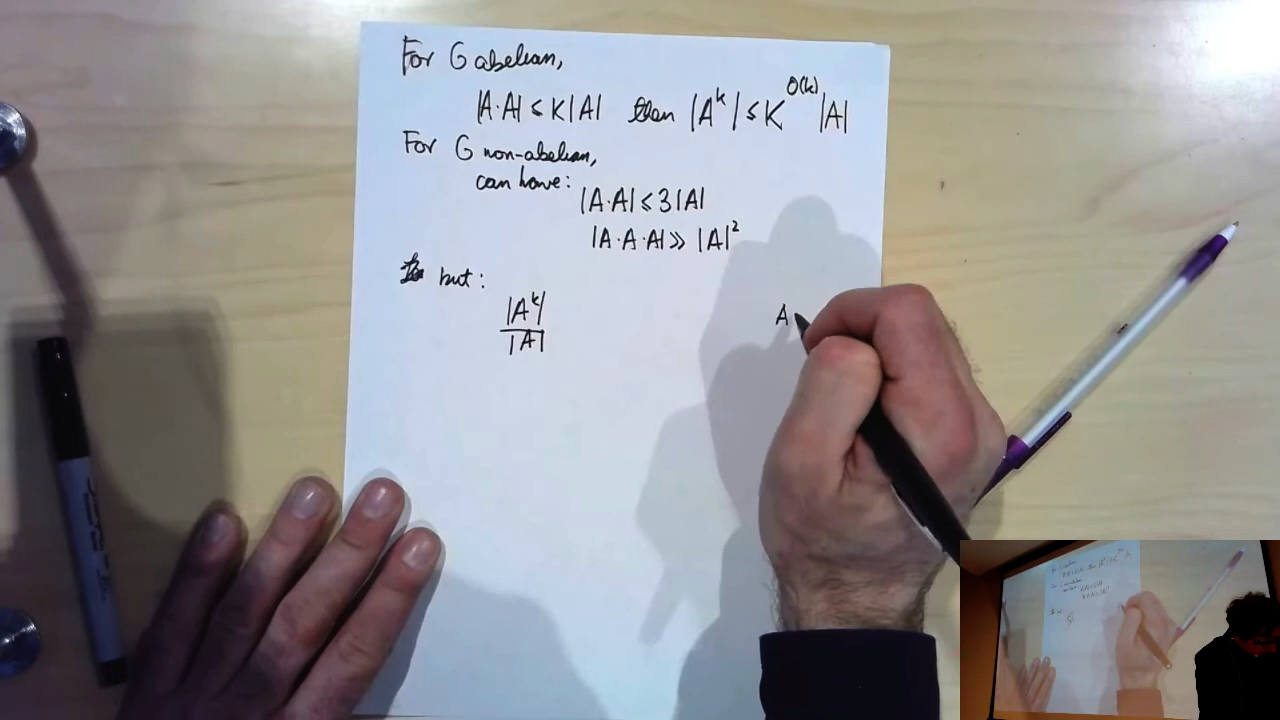 For G abelian,
|A·A| ≤ K|A| then |A^k| ≤ K^{O(k)} |A|
For G non-abelian,
can have:
|A·A| ≤ 3|A|
|A·A·A| ≫ |A|^2
but:
|A^k| / |A|
A